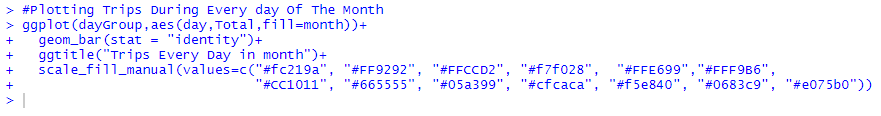 > #Plotting Trips During Every day Of The Month
> ggplot(dayGroup,aes(day,Total,fill=month))+
+   geom_bar(stat = "identity")+
+   ggtitle("Trips Every Day in month")+
+   scale_fill_manual(values=c("#fc219a", "#FF9292", "#FFCCD2", "#f7f028",  "#FFE699","#FFF9B6",
+                              "#CC1011", "#665555", "#05a399", "#cfcaca", "#f5e840", "#0683c9", "#e075b0"))
>